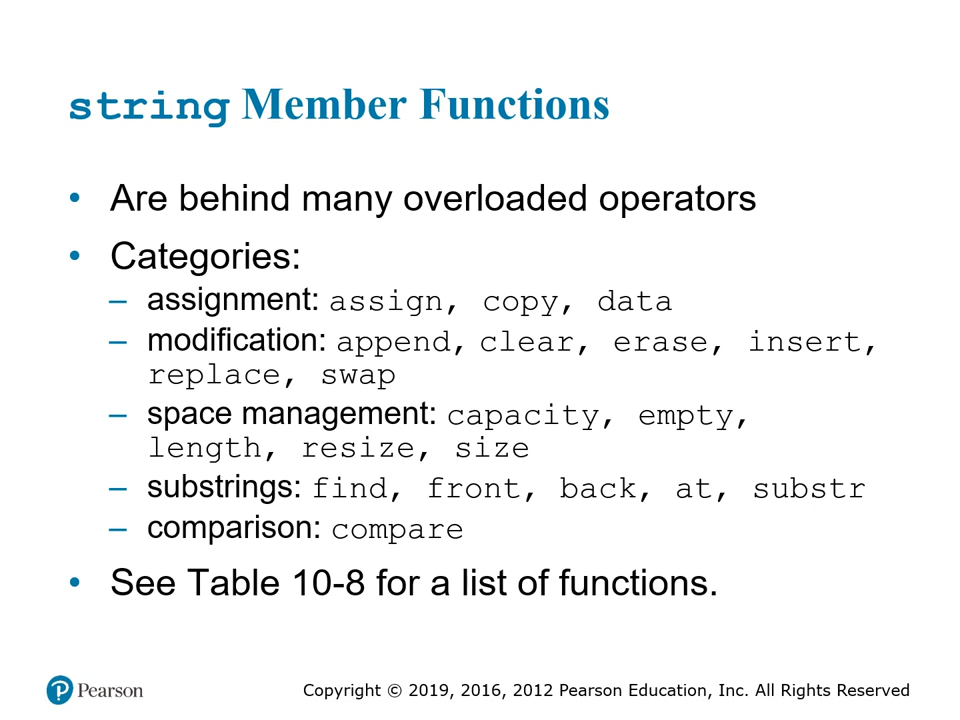 string Member Functions
• Are behind many overloaded operators
• Categories:
– assignment: assign, copy, data
– modification: append, clear, erase, insert,
replace, swap
– space management: capacity, empty,
length, resize, size
– substrings: find, front, back, at, substr
– comparison: compare
• See Table 10-8 for a list of functions.
P Pearson
Copyright © 2019, 2016, 2012 Pearson Education, Inc. All Rights Reserved